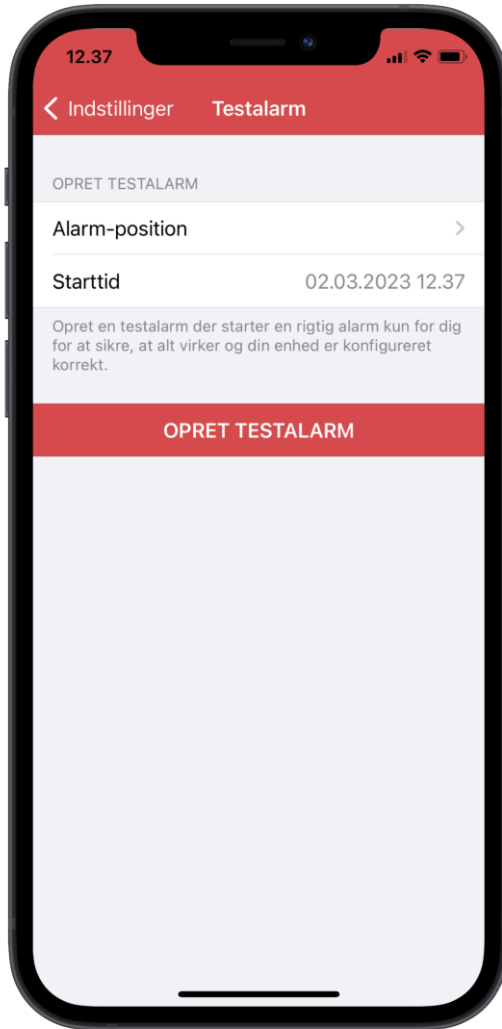 12.37
Indstillinger
Testalarm
OPRET TESTALARM
Alarm-position
Starttid
02.03.2023 12.37
Opret en testalarm der starter en rigtig alarm kun for dig
for at sikre, at alt virker og din enhed er konfigureret
korrekt.
OPRET TESTALARM